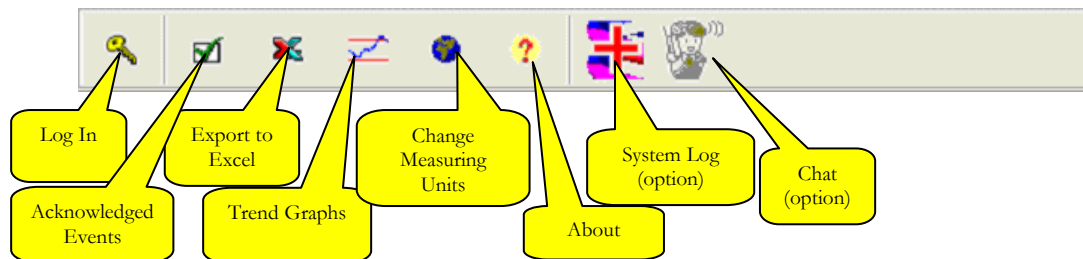 Log In
Acknowledged
Events
Export to
Excel
Trend Graphs
Change
Measuring
Units
?
About
System Log
(option)
Chat
(option)